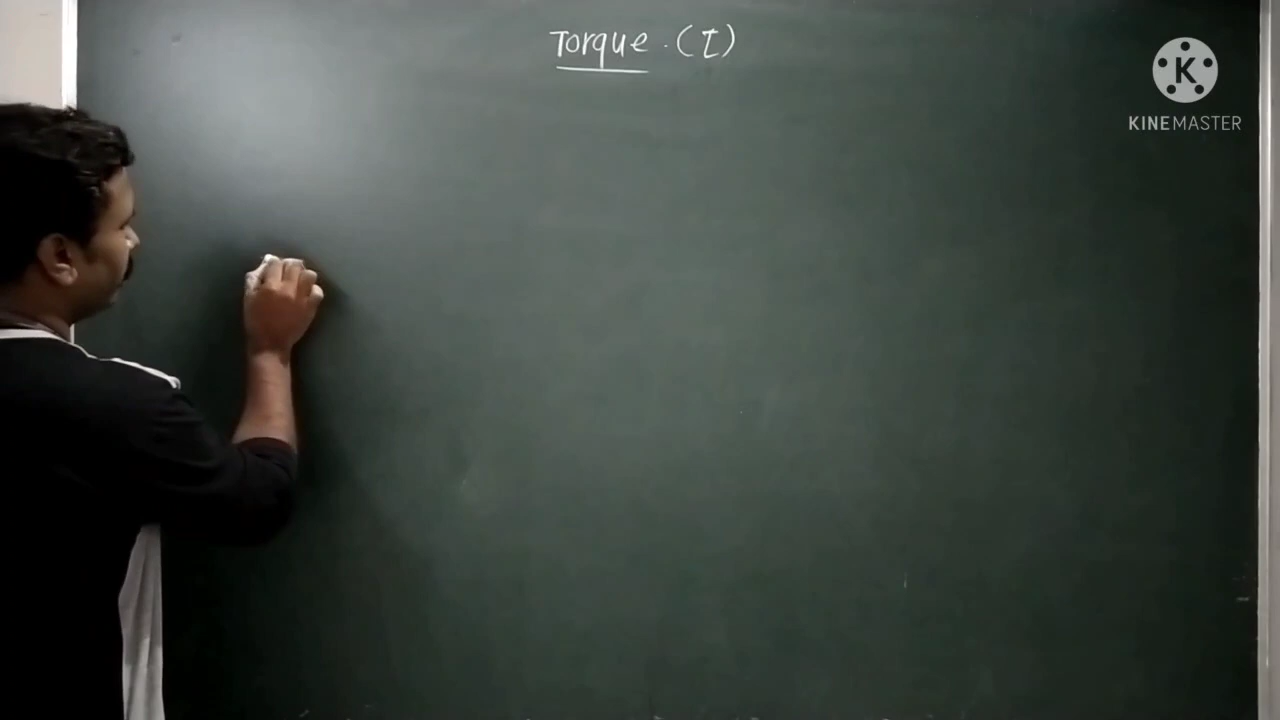 Torque . (τ)
K
KINEMASTER